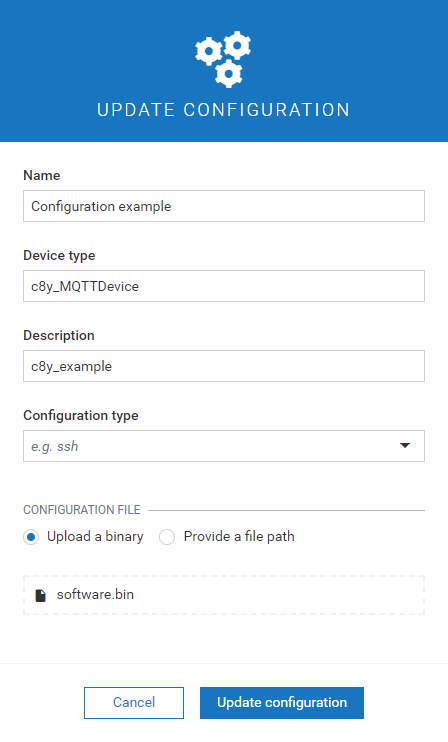 UPDATE CONFIGURATION
Name
Configuration example
Device type
c8y_MQTTDevice
Description
c8y_example
Configuration type
e.g. ssh
CONFIGURATION FILE
Upload a binary Provide a file path
software.bin
Cancel Update configuration